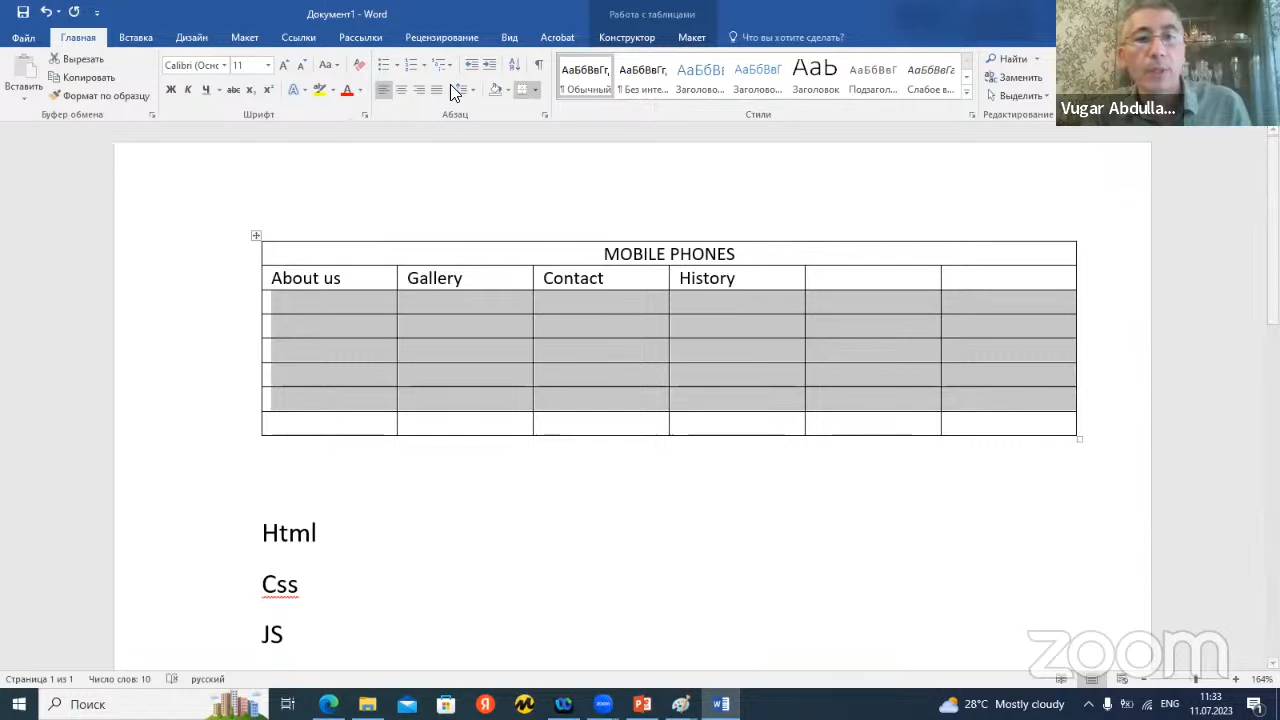 Документ1 - Word
Работа с таблицами
Файл Главная Вставка Дизайн Макет Ссылки Рассылки Рецензирование Вид Acrobat Конструктор Макет Что вы хотите сделать?
Вставить
Вырезать
Копировать
Формат по образцу
Буфер обмена
Calibri (Осно 11
Шрифт
Абзац
АаБбВвГг, АаБбВвГг, АаБбВ АаБбВвГ АаБ АаБбВвГ АаБбВвГг
¶ Обычный ¶ Без инте... Заголово... Заголово... Заголовок Подзагол... Слабое в...
Стили
Найти
Заменить
Выделить
Редактирование
Vugar Abdulla...
MOBILE PHONES
About us Gallery Contact History
Html
Css
JS
zoom
Страница 1 из 1 Число слов: 10 русский 164%
Поиск
28°C Mostly cloudy ENG
11:33
11.07.2023